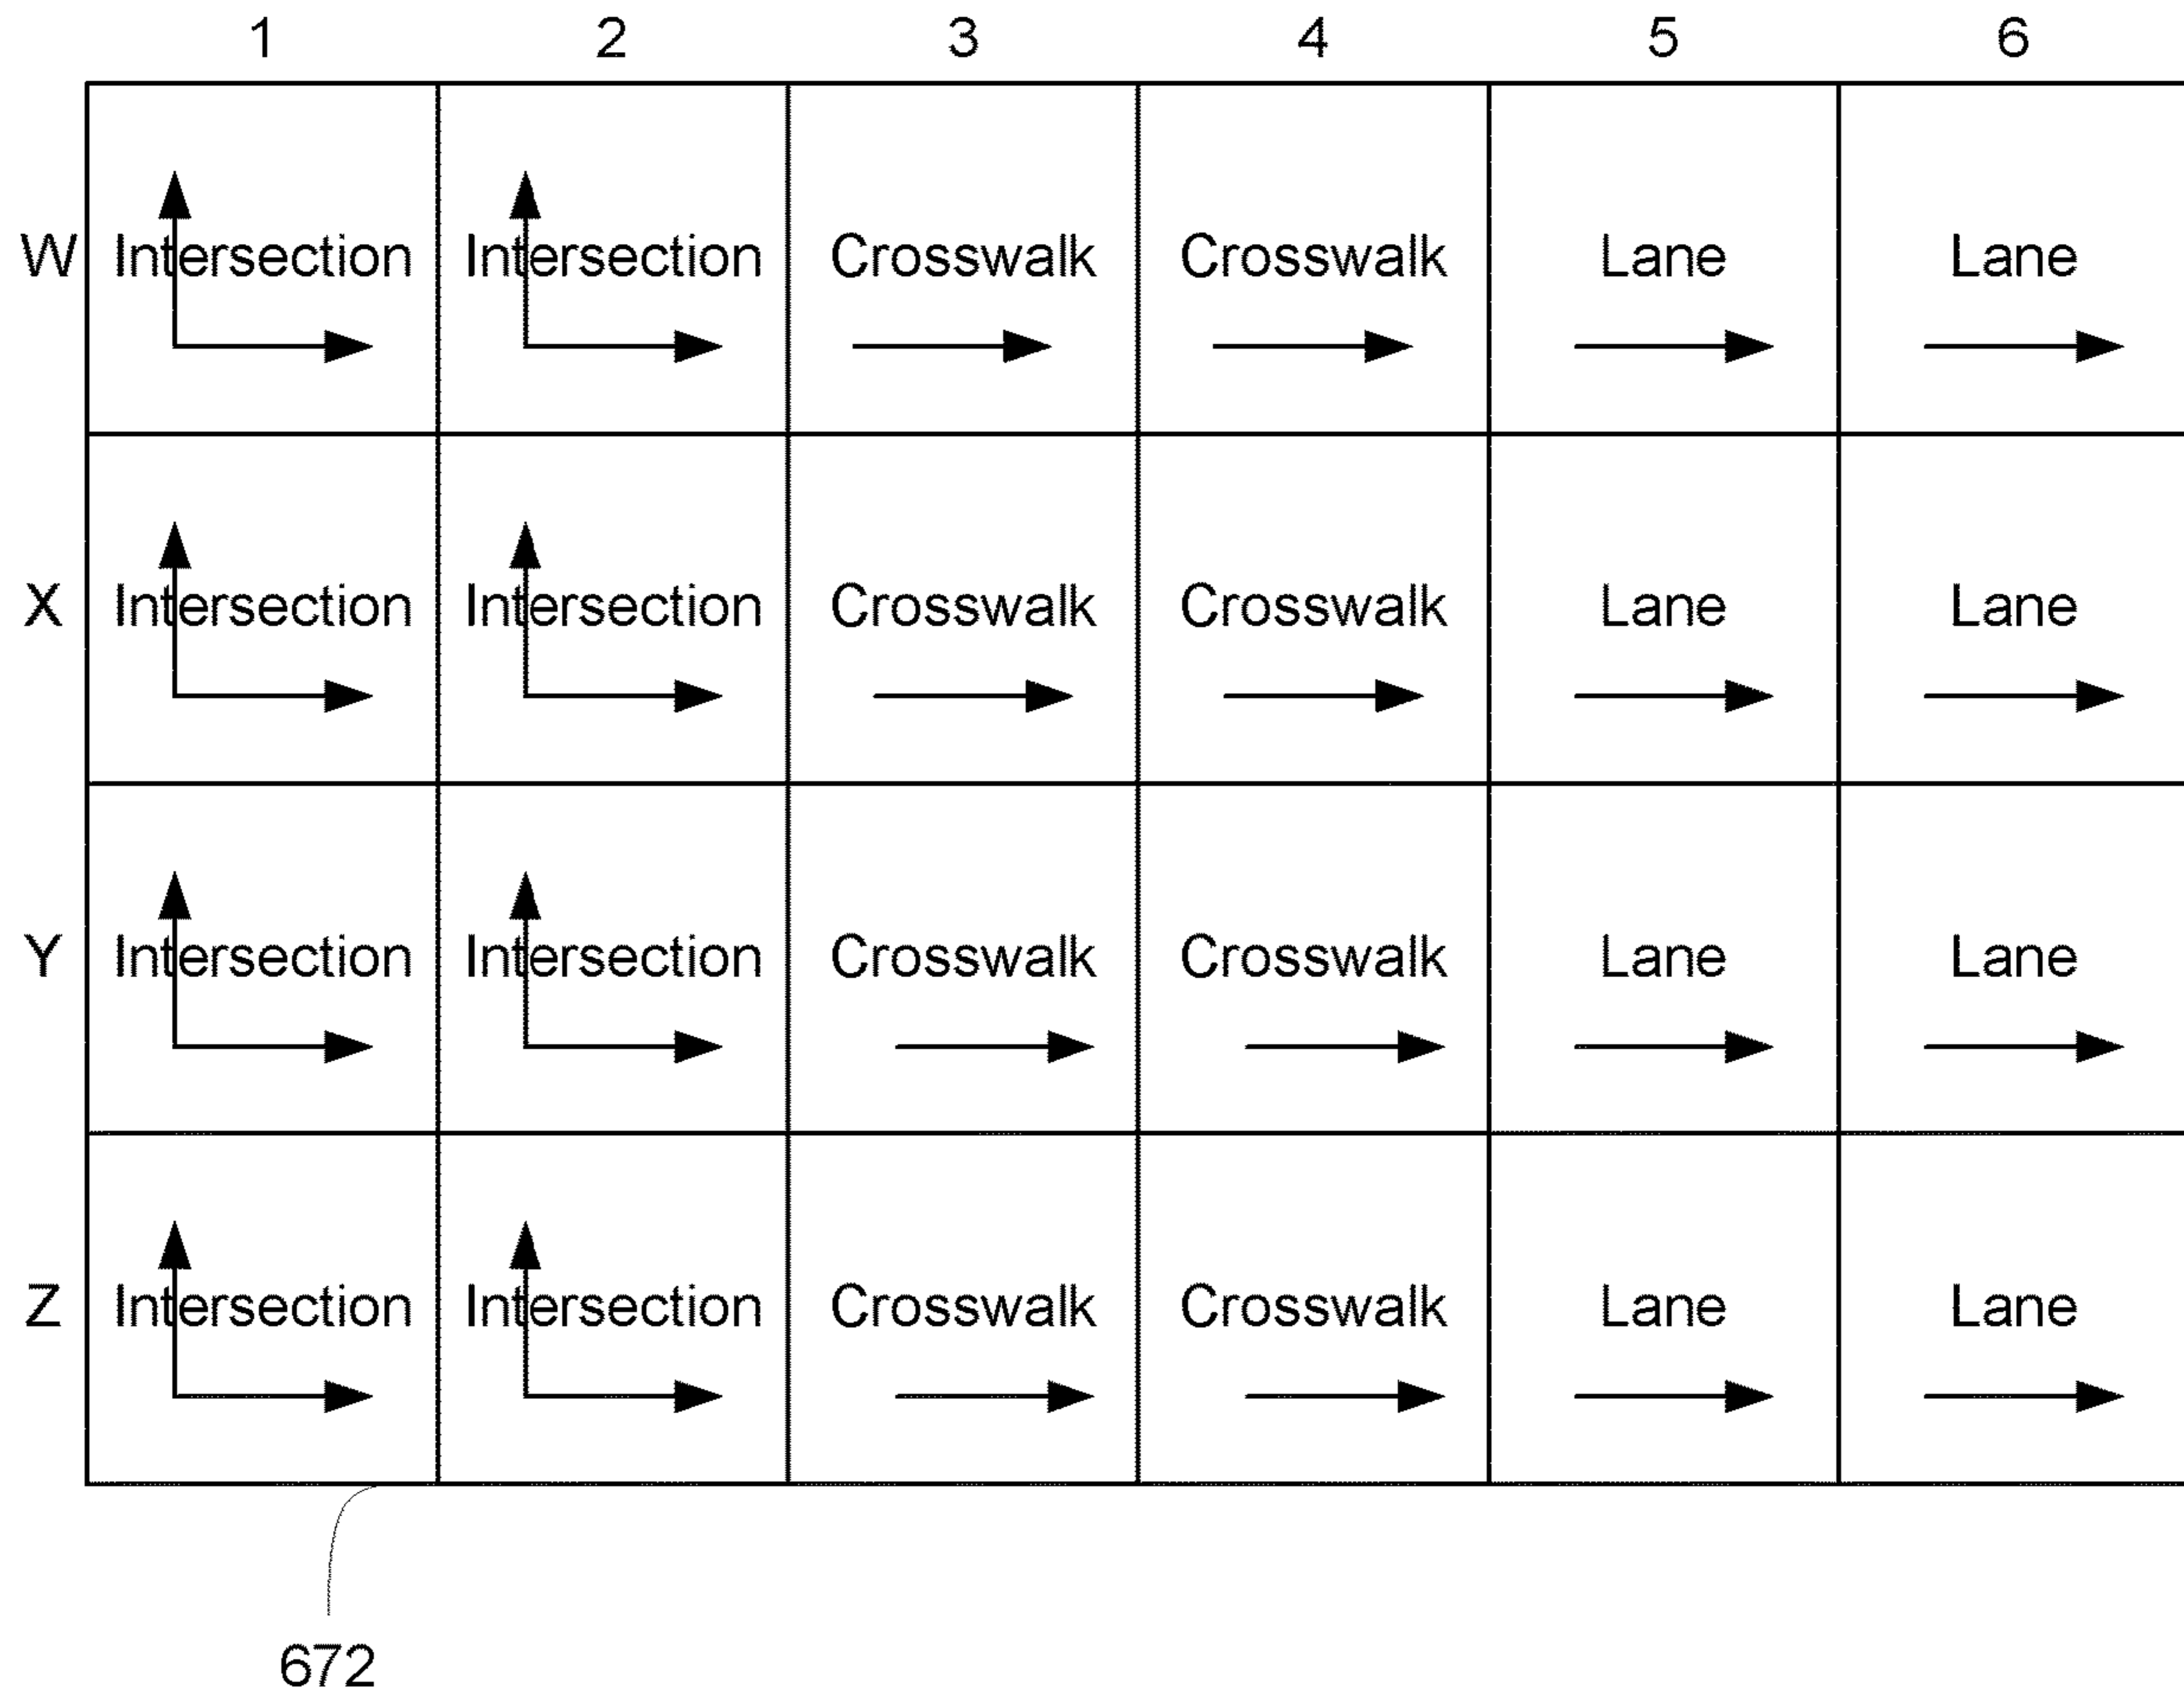 1 2 3 4 5 6
W Intersection Intersection Crosswalk Crosswalk Lane Lane
X Intersection Intersection Crosswalk Crosswalk Lane Lane
Y Intersection Intersection Crosswalk Crosswalk Lane Lane
Z Intersection Intersection Crosswalk Crosswalk Lane Lane
672